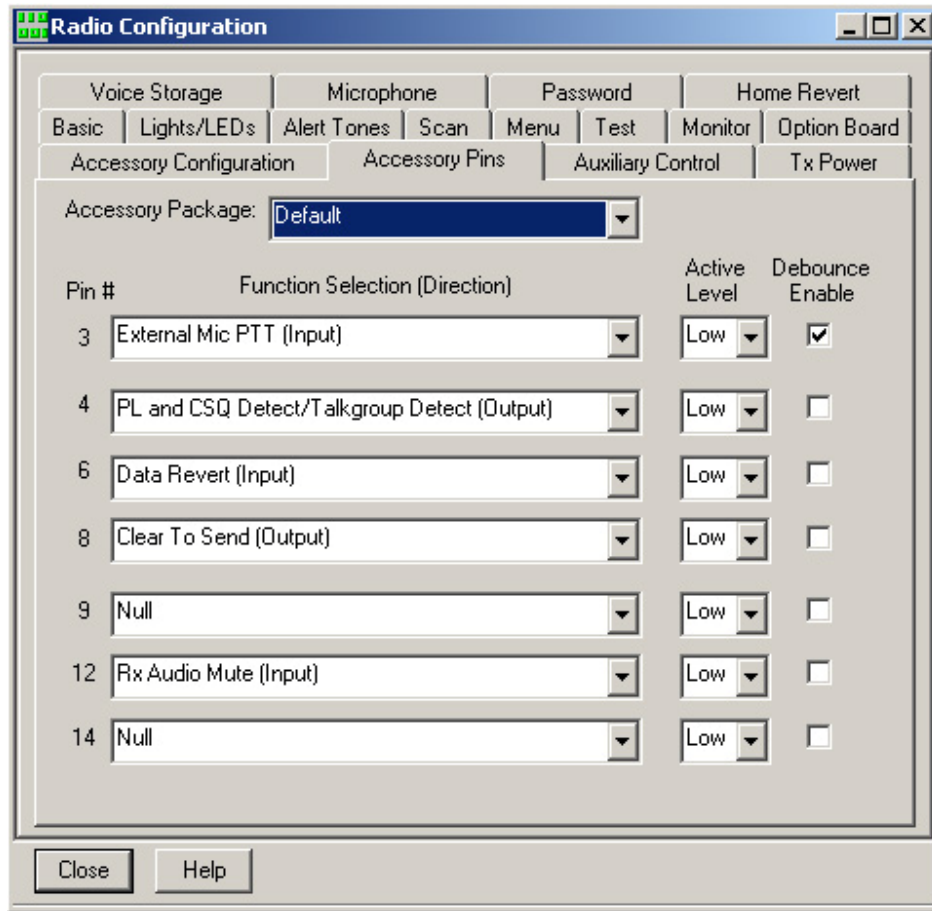 Radio Configuration
Voice Storage Microphone Password Home Revert
Basic Lights/LEDs Alert Tones Scan Menu Test Monitor Option Board
Accessory Configuration Accessory Pins Auxiliary Control Tx Power
Accessory Package: Default
Pin # Function Selection (Direction) Active Level Debounce Enable
3 External Mic PTT (Input) Low
4 PL and CSQ Detect/Talkgroup Detect (Output) Low
6 Data Revert (Input) Low
8 Clear To Send (Output) Low
9 Null Low
12 Rx Audio Mute (Input) Low
14 Null Low
Close Help